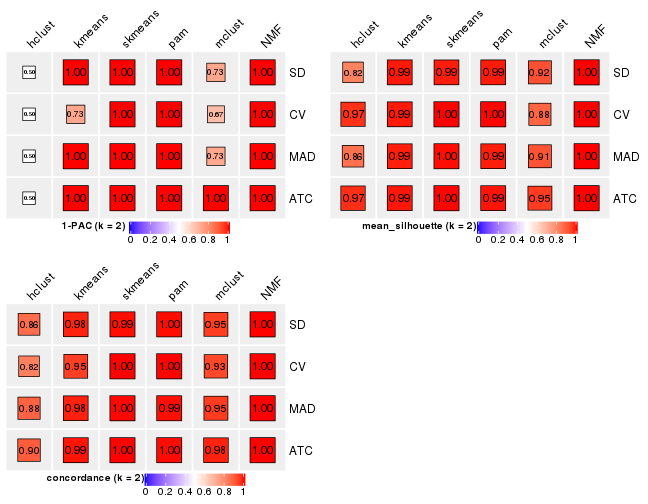 hclust kmeans skmeans pam mclust NMF
0.50 1.00 1.00 1.00 0.73 1.00 SD
0.50 0.73 1.00 1.00 0.67 1.00 CV
0.50 1.00 1.00 1.00 0.73 1.00 MAD
0.50 1.00 1.00 1.00 1.00 1.00 ATC
1-PAC (k = 2)
0 0.2 0.4 0.6 0.8 1
hclust kmeans skmeans pam mclust NMF
0.82 0.99 0.99 0.99 0.92 1.00 SD
0.97 0.99 1.00 1.00 0.88 1.00 CV
0.86 0.99 1.00 0.99 0.91 1.00 MAD
0.97 0.99 1.00 0.99 0.95 1.00 ATC
mean_silhouette (k = 2)
0 0.2 0.4 0.6 0.8 1
hclust kmeans skmeans pam mclust NMF
0.86 0.98 0.99 1.00 0.95 1.00 SD
0.82 0.95 1.00 1.00 0.93 1.00 CV
0.88 0.98 1.00 0.99 0.95 1.00 MAD
0.90 0.99 1.00 1.00 0.98 1.00 ATC
concordance (k = 2)
0 0.2 0.4 0.6 0.8 1